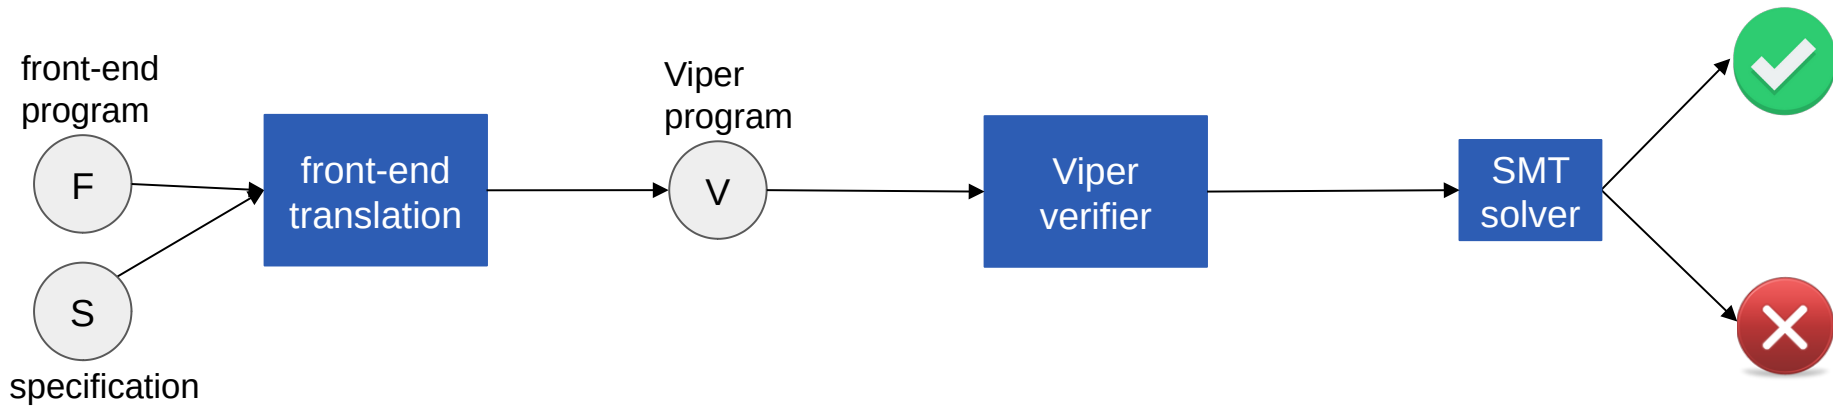 front-end
program
F
S
specification
front-end
translation
Viper
program
V
Viper
verifier
SMT
solver